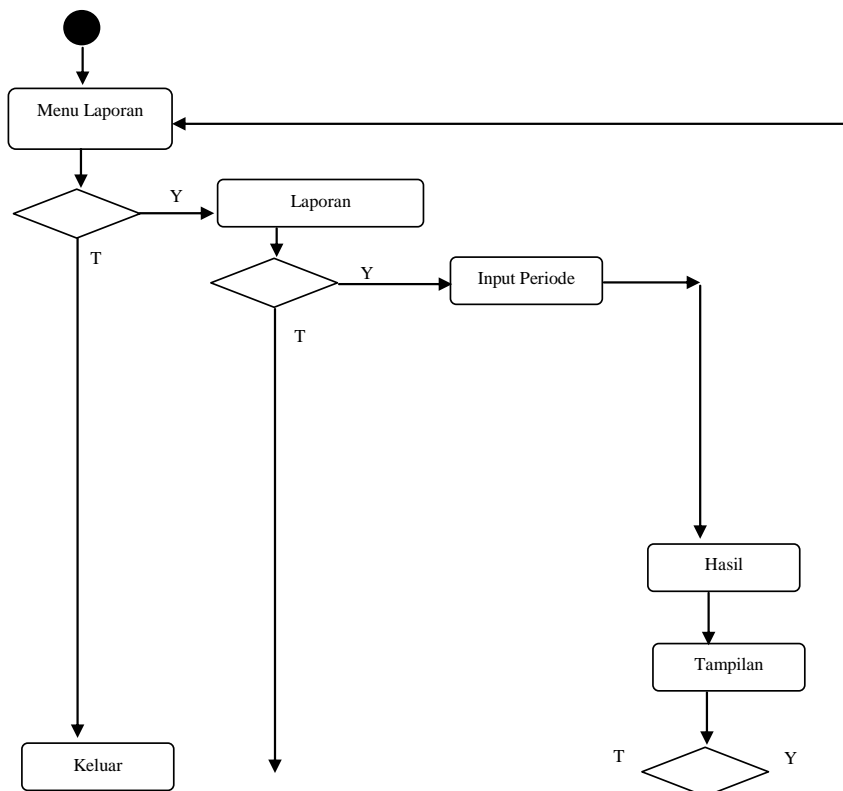 Menu Laporan
Y
Laporan
T
Y
Input Periode
T
Hasil
Tampilan
Keluar
T
Y